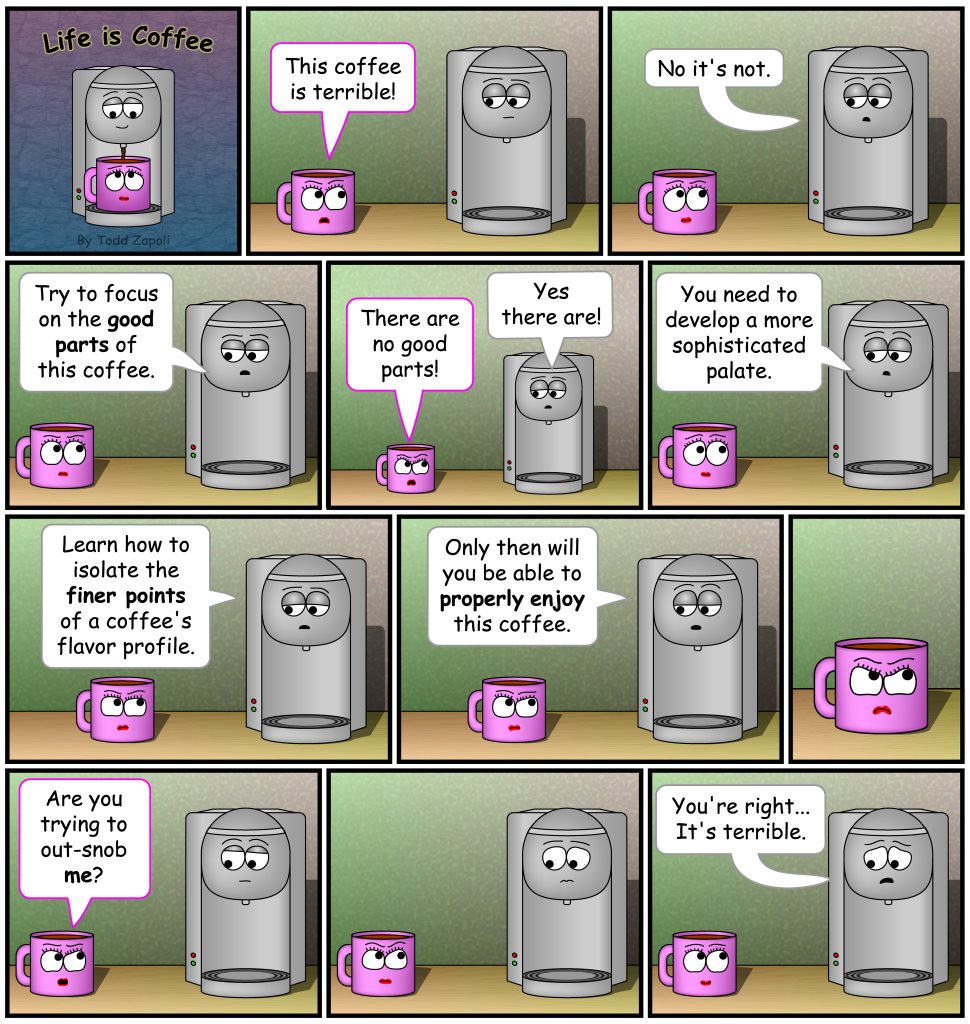 Life is Coffee
By Todd Zapoli
This coffee
is terrible!
No it's not.
Try to focus
on the good
parts of
this coffee.
There are
no good
parts!
Yes
there are!
You need to
develop a more
sophisticated
palate.
Learn how to
isolate the
finer points
of a coffee's
flavor profile.
Only then will
you be able to
properly enjoy
this coffee.
Are you
trying to
out-snob
me?
You're right...
It's terrible.